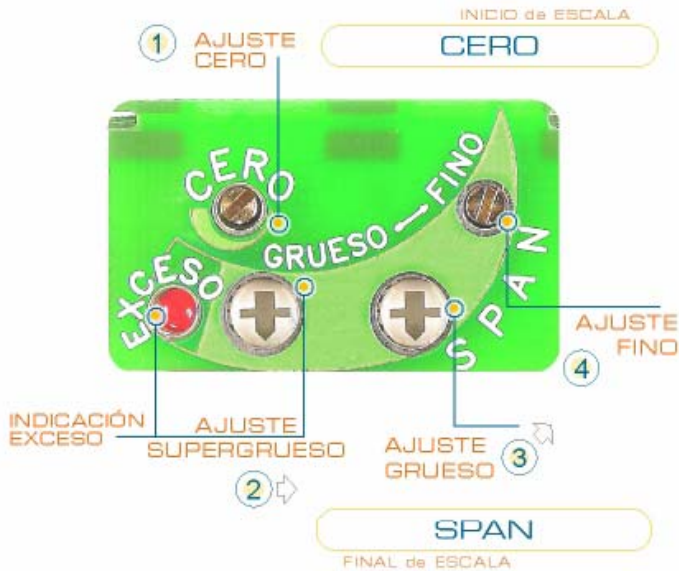 INICIO de ESCALA
CERO
1 AJUSTE
CERO
CERO
GRUESO FINO
EXCESO
SPAN
AJUSTE
FINO
4
INDICACIÓN
EXCESO
AJUSTE
SUPERGRUESO
2
AJUSTE
GRUESO 3
SPAN
FINAL de ESCALA